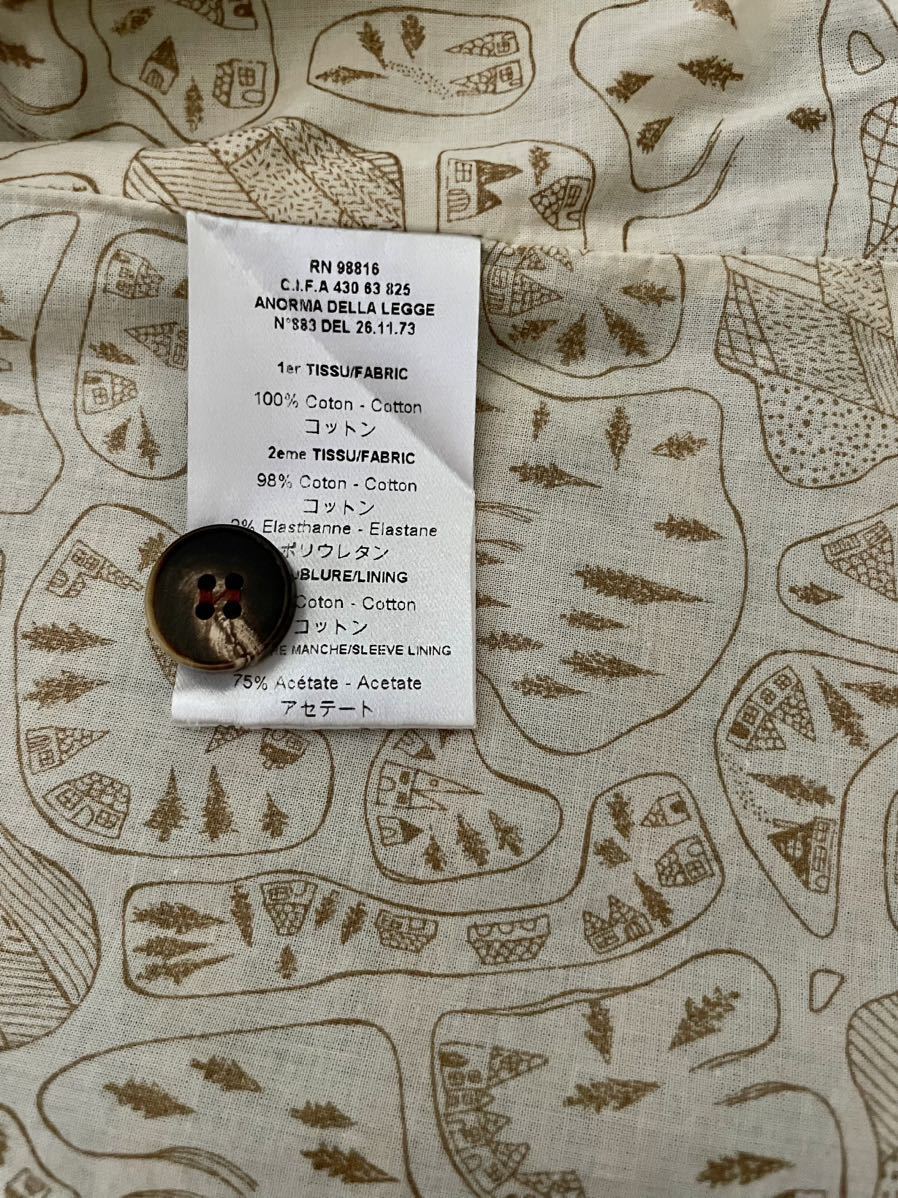 RN 98816
C.I.F.A 430 63 825
ANORMA DELLA LEGGE
N°883 DEL 26.11.73
1er TISSU/FABRIC
100% Coton - Cotton
コットン
2eme TISSU/FABRIC
98% Coton - Cotton
コットン
2% Elasthanne - Elastane
ポリウレタン
UBLURE/LINING
Coton - Cotton
コットン
MANCHE/SLEEVE LINING
75% Acétate - Acetate
アセテート